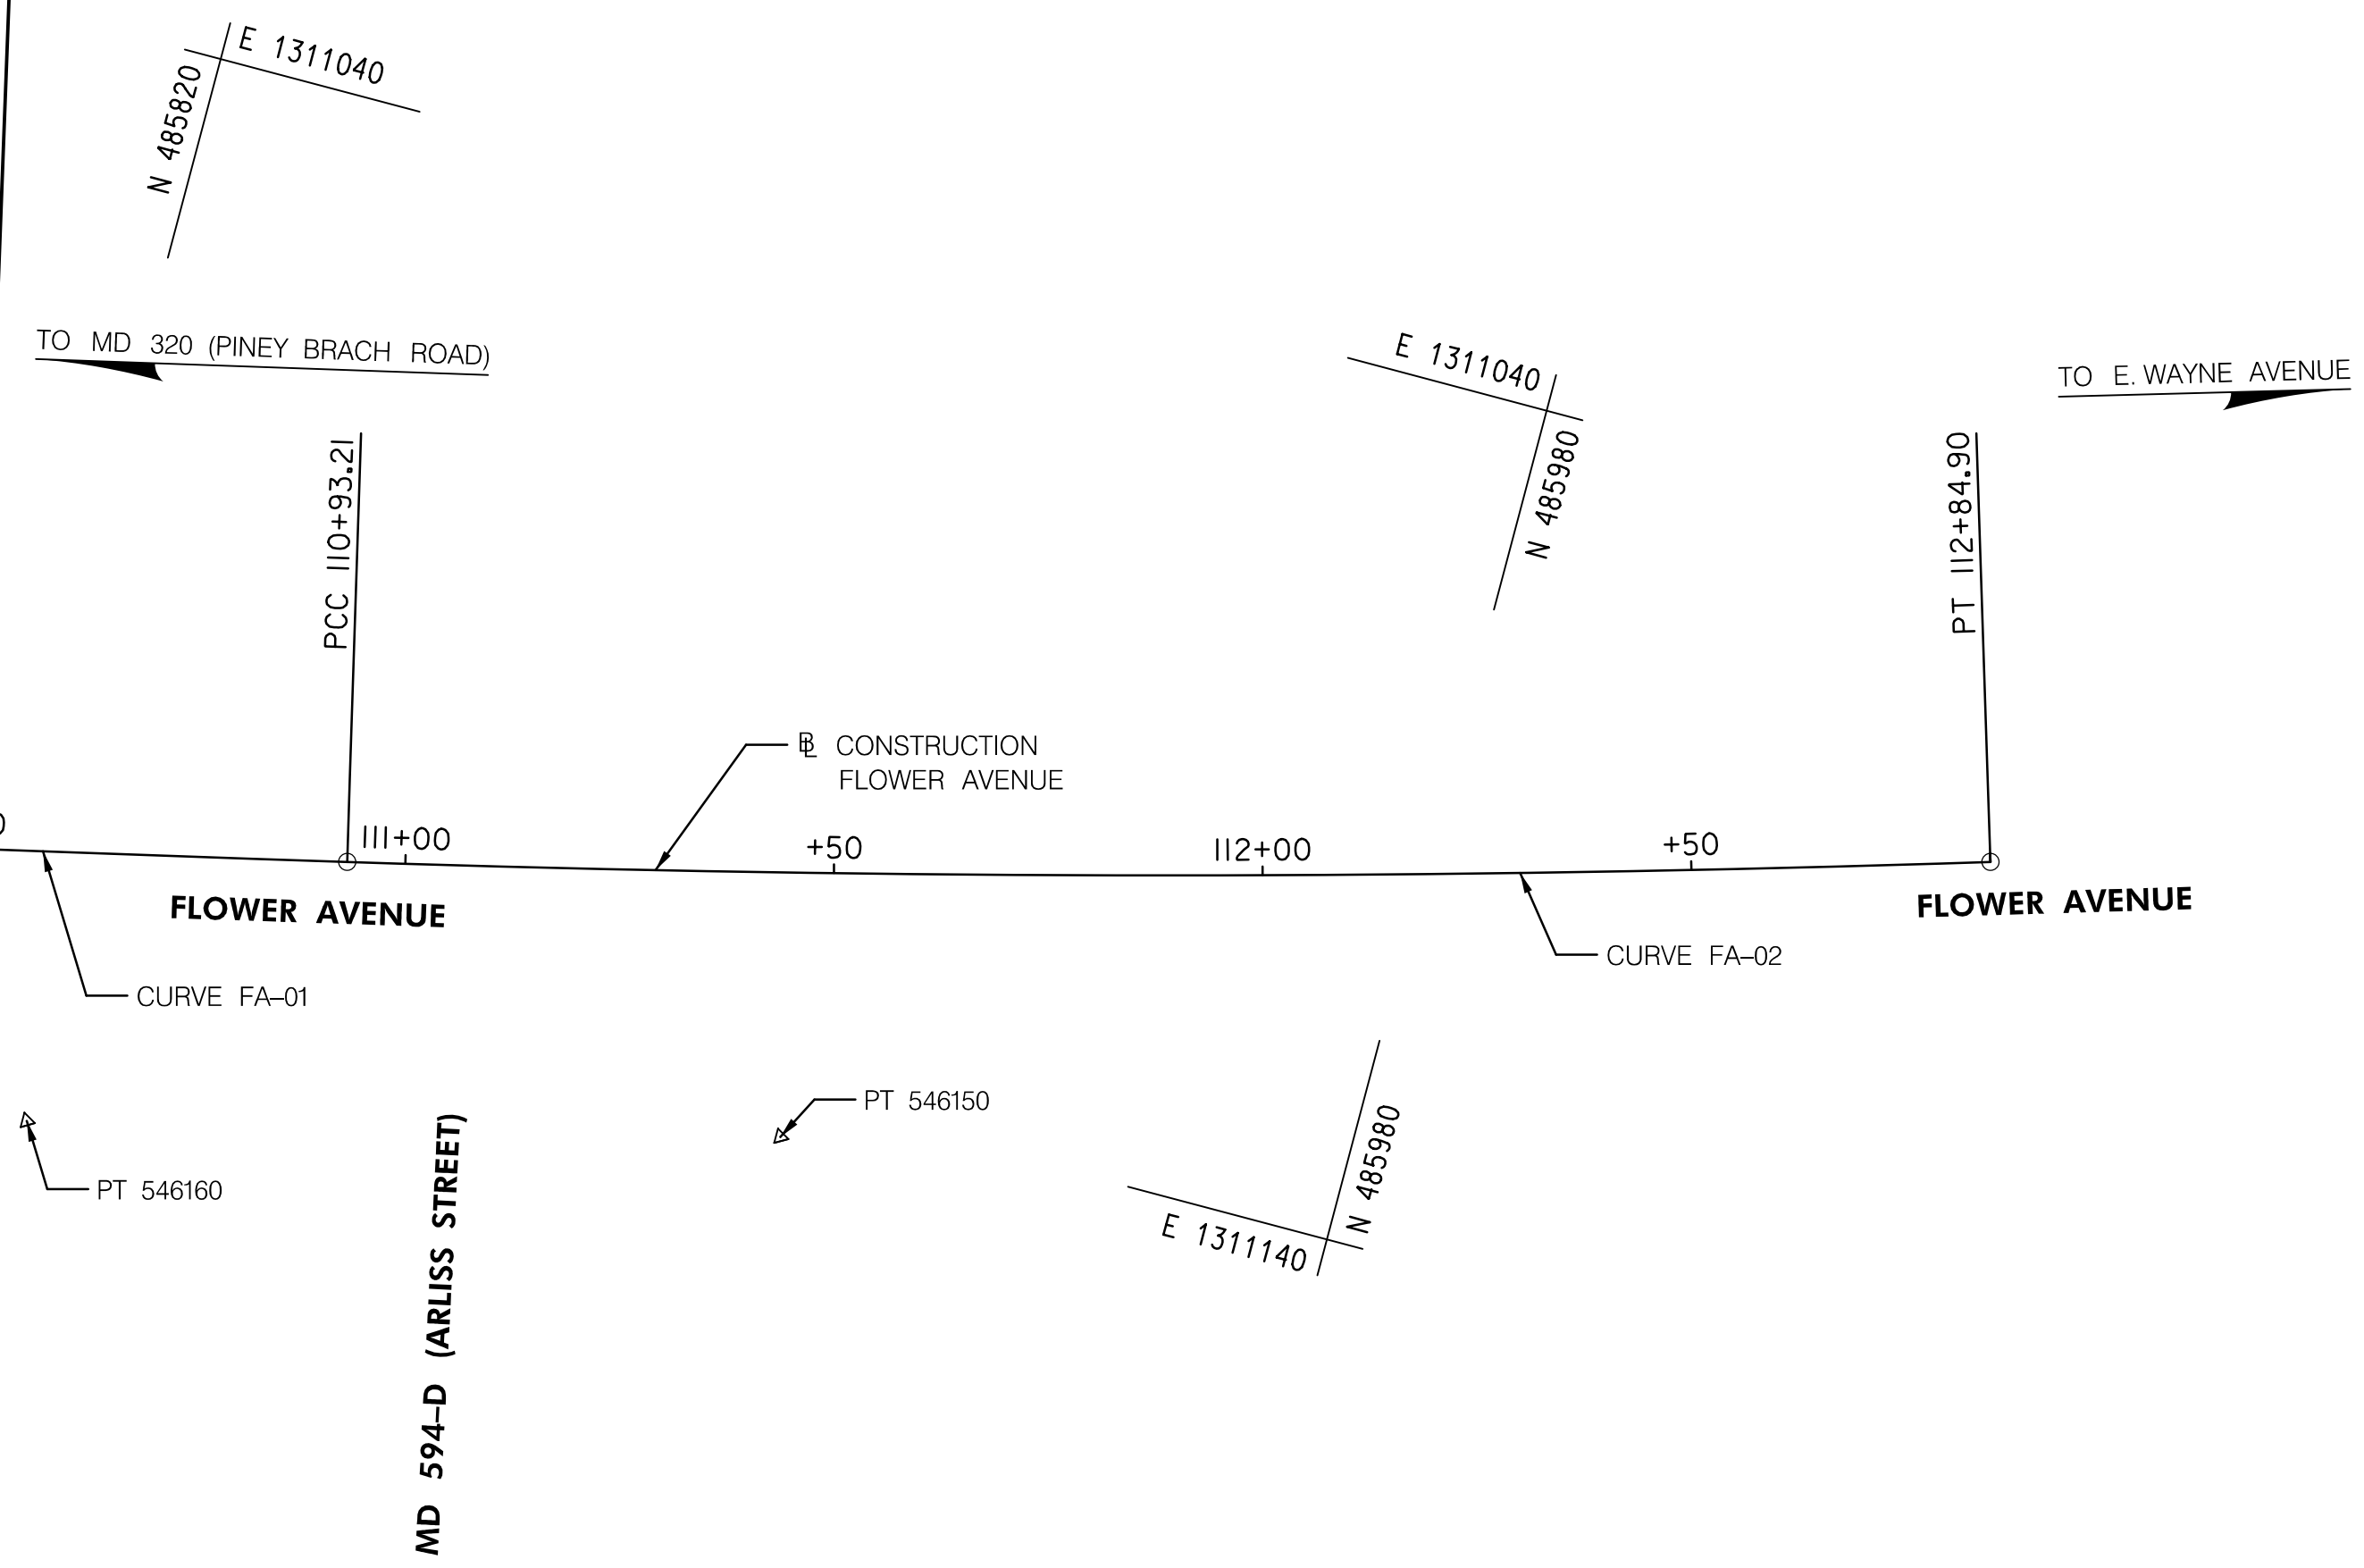 E 1311040
N 485820
TO MD 320 (PINEY BRACH ROAD)
E 1311040
N 485980
TO E. WAYNE AVENUE
PCC 110+93.21
PT 112+84.90
BL CONSTRUCTION
FLOWER AVENUE
111+00
+50
112+00
+50
FLOWER AVENUE
FLOWER AVENUE
CURVE FA-02
CURVE FA-01
PT 546150
PT 546160
N 485980
E 1311140
MD 594-D (ARLISS STREET)